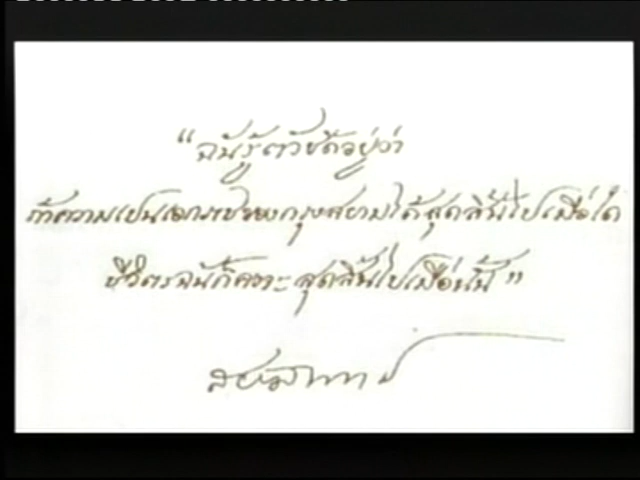 “ฉันรู้ตัวชัดอยู่ว่า
ถ้าความเป็นเอกราชของกรุงสยามได้สุดสิ้นไปเมื่อใด
ชีวิตรฉันก็คงจะสุดสิ้นไปเมื่อนั้น”
สยามินทร์